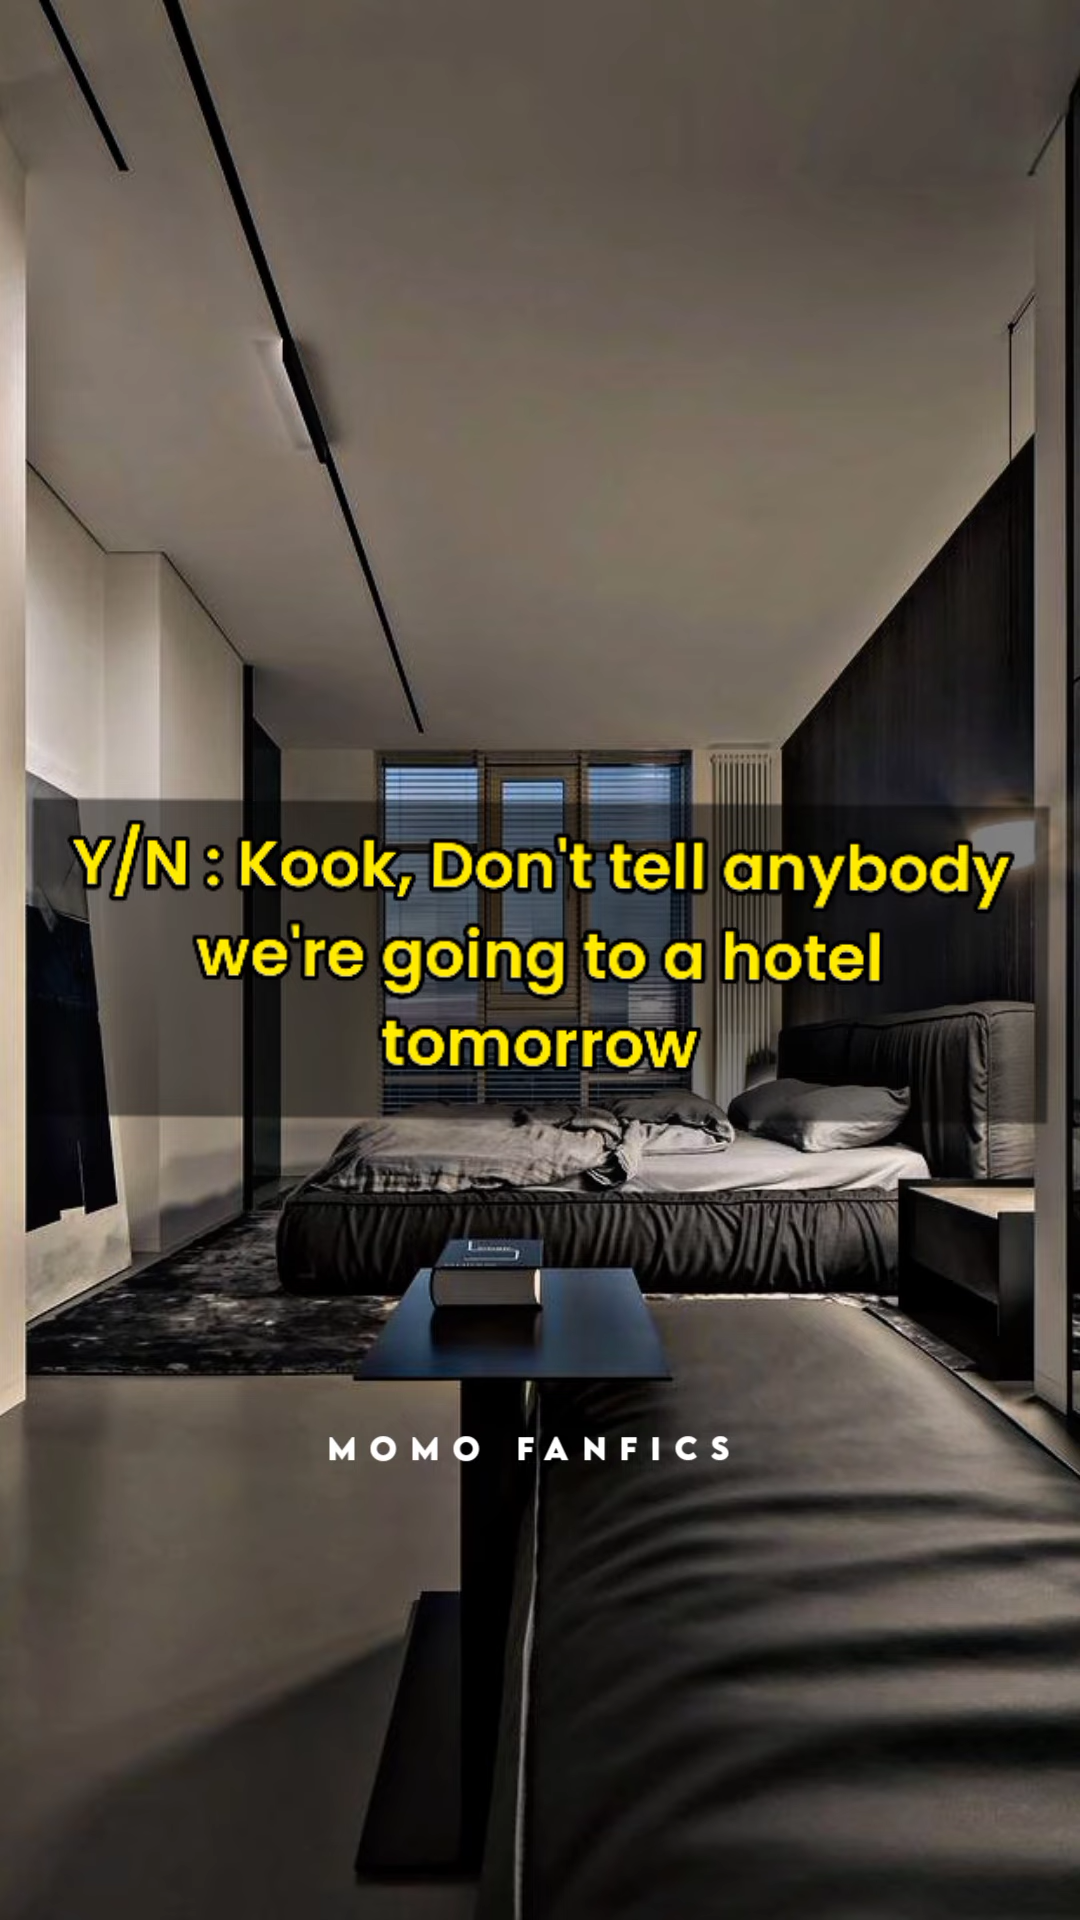 Y/N : Kook, Don't tell anybody
we're going to a hotel
tomorrow
MOMO FANFICS